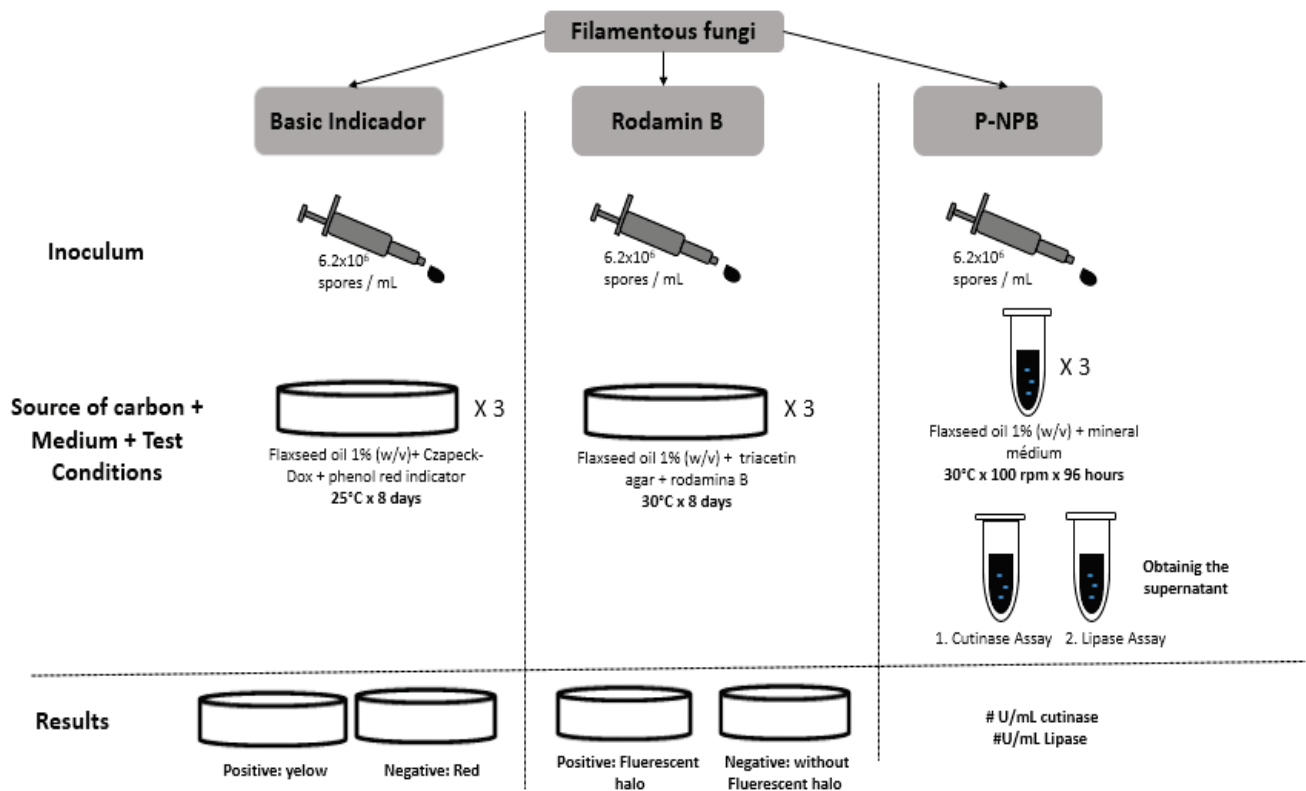 Filamentous fungi
Basic Indicador
Rodamin B
P-NPB
Inoculum
6.2x10⁶
spores / mL
6.2x10⁶
spores / mL
6.2x10⁶
spores / mL
Source of carbon +
Medium + Test
Conditions
X 3
Flaxseed oil 1% (w/v)+ Czapeck-
Dox + phenol red indicator
25°C x 8 days
X 3
Flaxseed oil 1% (w/v) + triacetin
agar + rodamina B
30°C x 8 days
X 3
Flaxseed oil 1% (w/v) + mineral
médium
30°C x 100 rpm x 96 hours
Obtainig the
supernatant
1. Cutinase Assay
2. Lipase Assay
Results
Positive: yelow
Negative: Red
Positive: Fluerescent
halo
Negative: without
Fluerescent halo
# U/mL cutinase
#U/mL Lipase